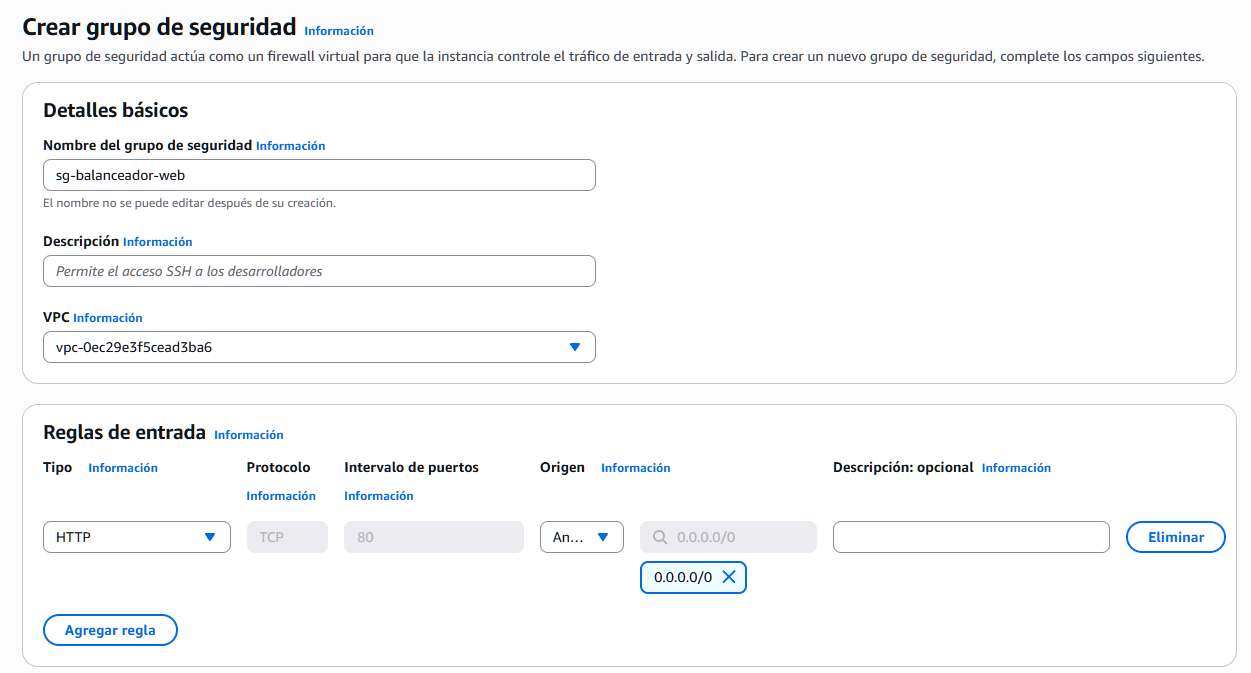 Crear grupo de seguridad Información
Un grupo de seguridad actúa como un firewall virtual para que la instancia controle el tráfico de entrada y salida. Para crear un nuevo grupo de seguridad, complete los campos siguientes.
Detalles básicos
Nombre del grupo de seguridad Información
sg-balanceador-web
El nombre no se puede editar después de su creación.
Descripción Información
Permite el acceso SSH a los desarrolladores
VPC Información
vpc-0ec29e3f5cead3ba6
Reglas de entrada Información
Tipo Información Protocolo Intervalo de puertos Origen Información Descripción: opcional Información
Información Información
HTTP TCP 80 An... 0.0.0.0/0 Eliminar
0.0.0.0/0
Agregar regla